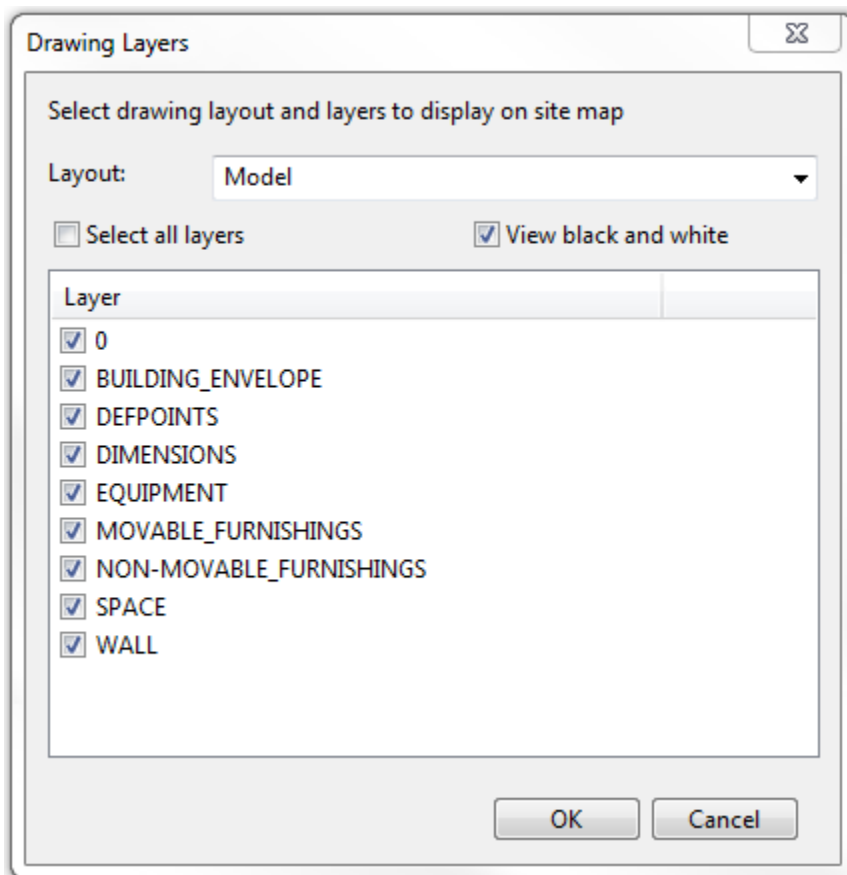 Drawing Layers
Select drawing layout and layers to display on site map
Layout: Model
Select all layers View black and white
Layer
0
BUILDING_ENVELOPE
DEFPOINTS
DIMENSIONS
EQUIPMENT
MOVABLE_FURNISHINGS
NON-MOVABLE_FURNISHINGS
SPACE
WALL
OK Cancel